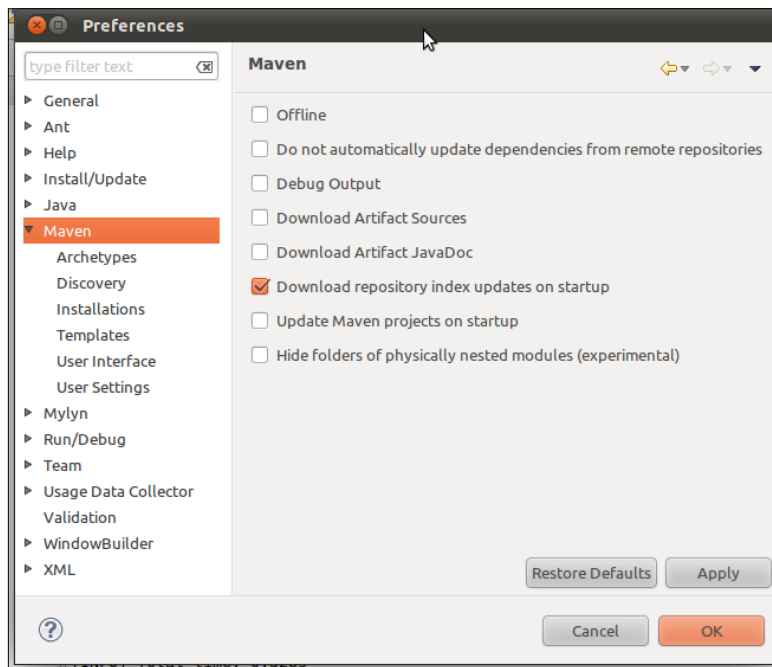 Preferences
type filter text
General
Ant
Help
Install/Update
Java
Maven
Archetypes
Discovery
Installations
Templates
User Interface
User Settings
Mylyn
Run/Debug
Team
Usage Data Collector
Validation
WindowBuilder
XML
Maven
Offline
Do not automatically update dependencies from remote repositories
Debug Output
Download Artifact Sources
Download Artifact JavaDoc
Download repository index updates on startup
Update Maven projects on startup
Hide folders of physically nested modules (experimental)
Restore Defaults
Apply
?
Cancel
OK